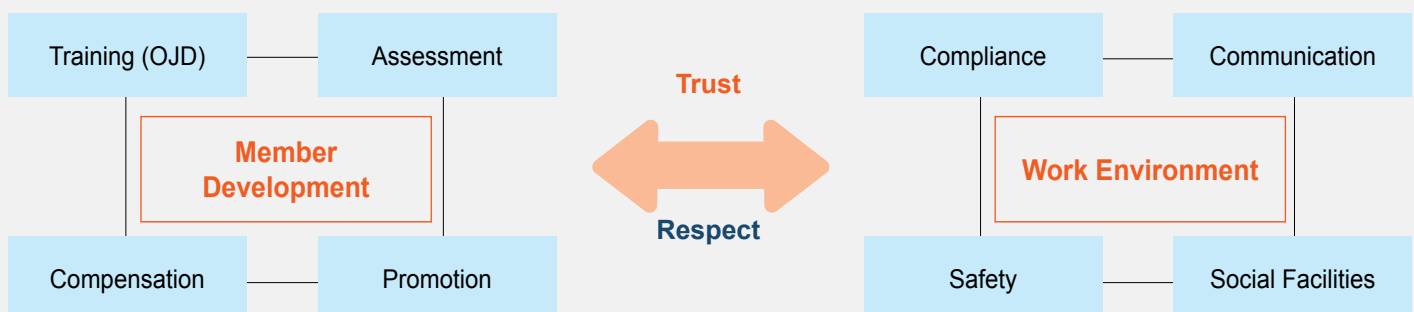 Training (OJD)
Assessment
Member
Development
Compensation
Promotion
Trust
Respect
Compliance
Communication
Work Environment
Safety
Social Facilities